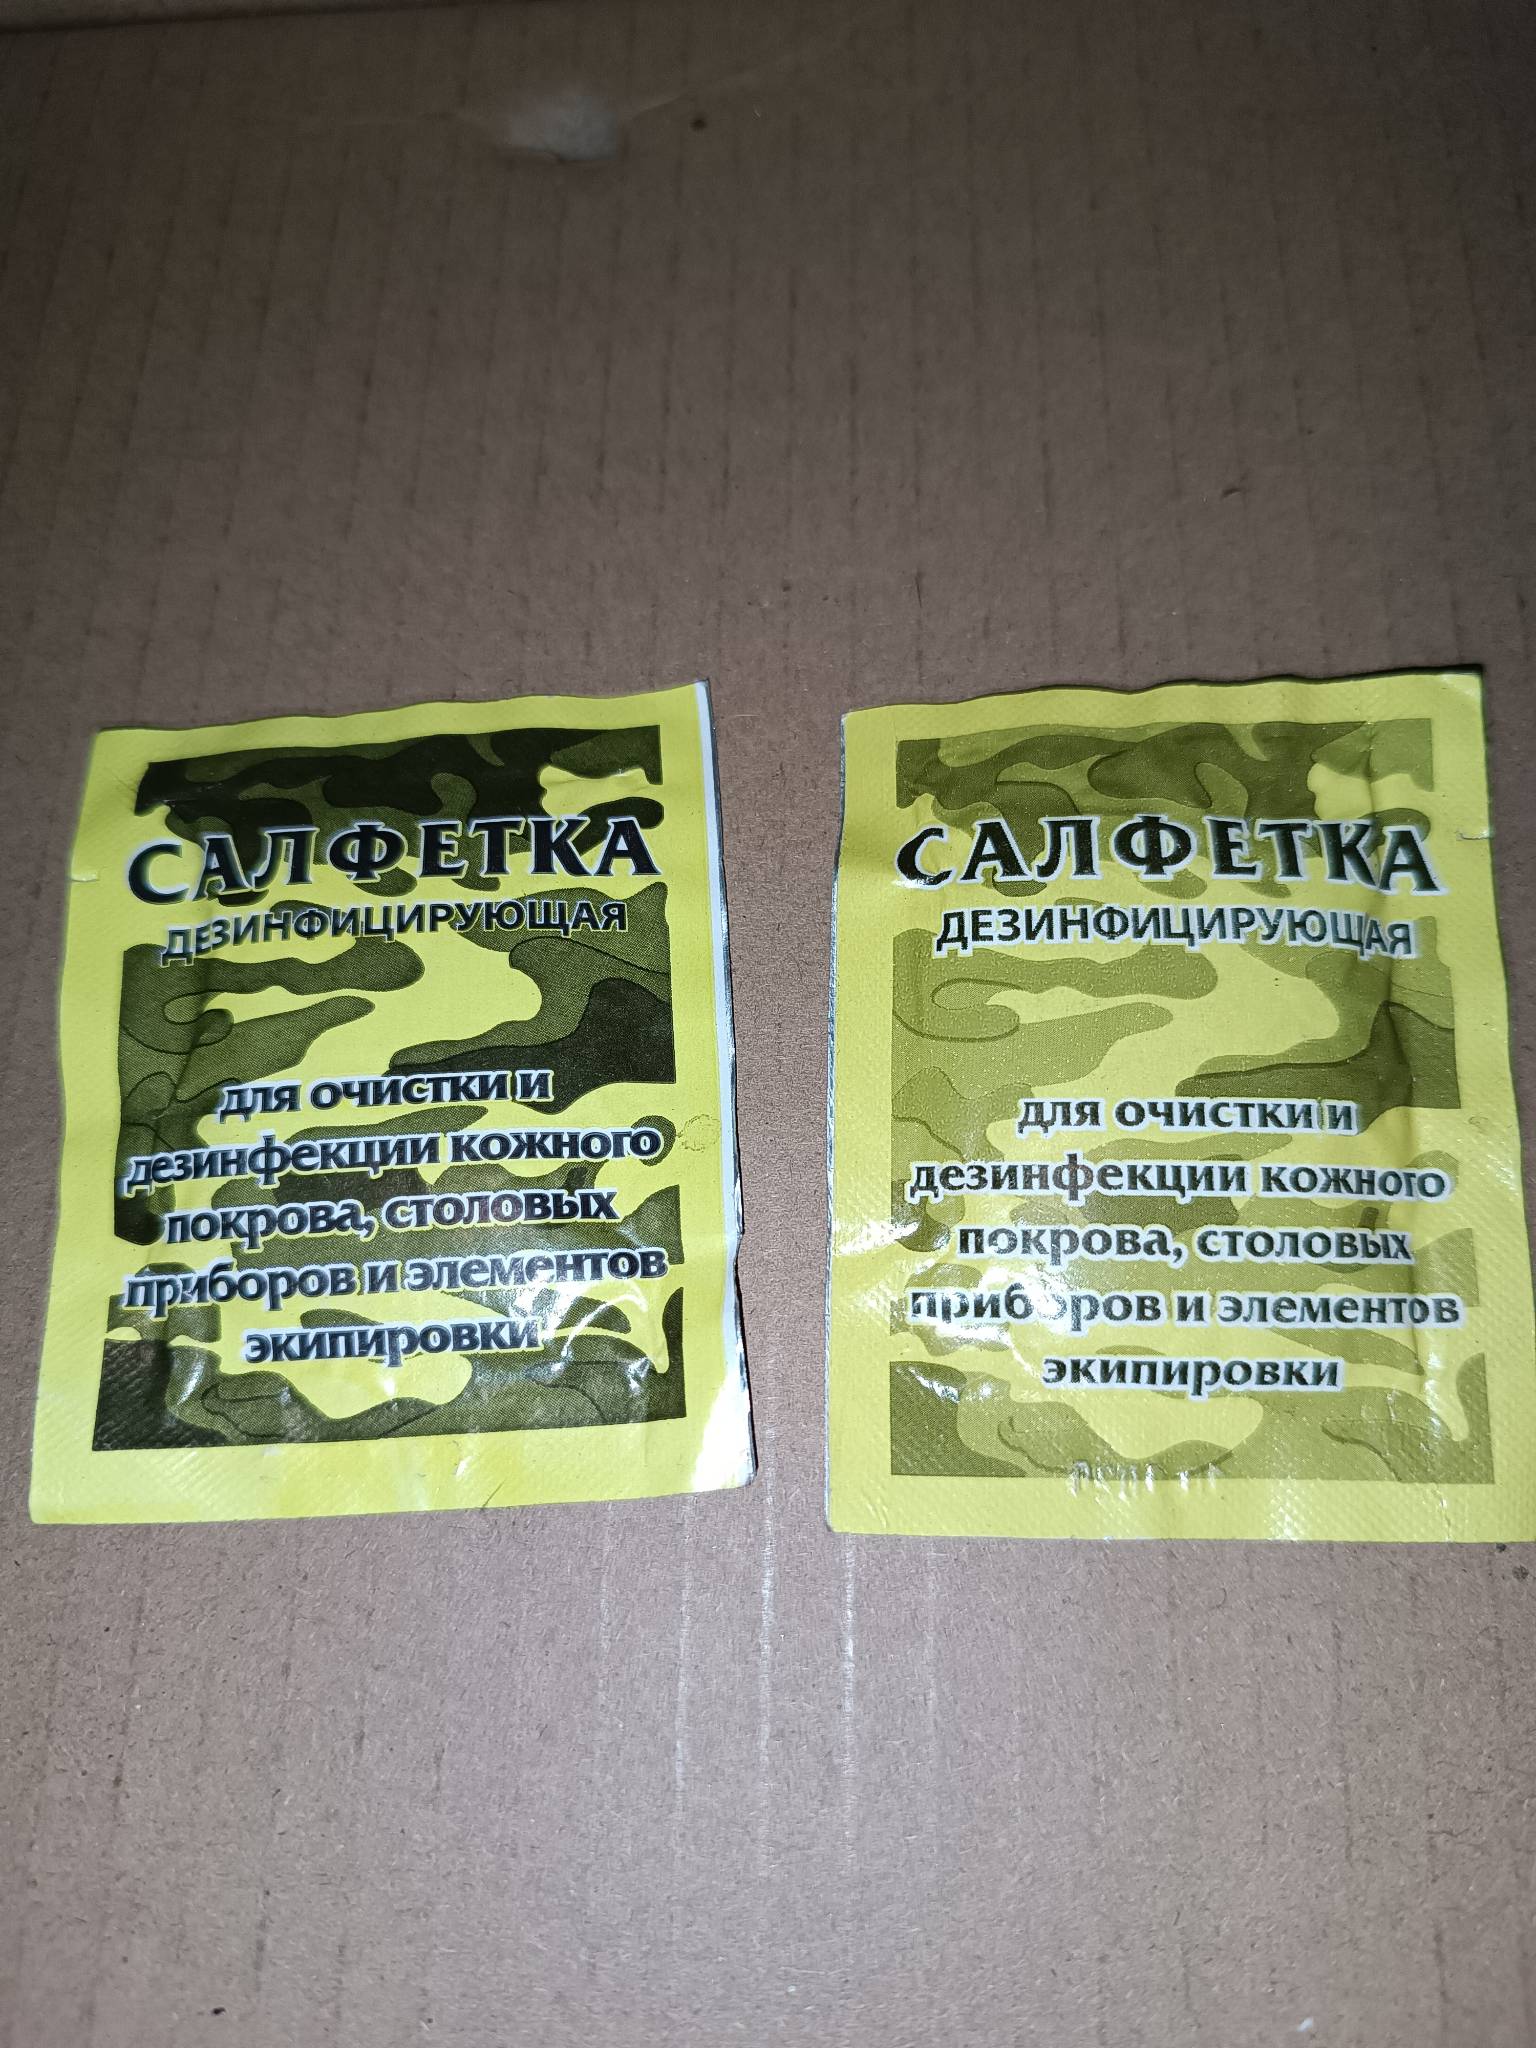 САЛФЕТКА
ДЕЗИНФИЦИРУЮЩАЯ
для очистки и
дезинфекции кожного
покрова, столовых
приборов и элементов
экипировки
САЛФЕТКА
ДЕЗИНФИЦИРУЮЩАЯ
для очистки и
дезинфекции кожного
покрова, столовых
приборов и элементов
экипировки